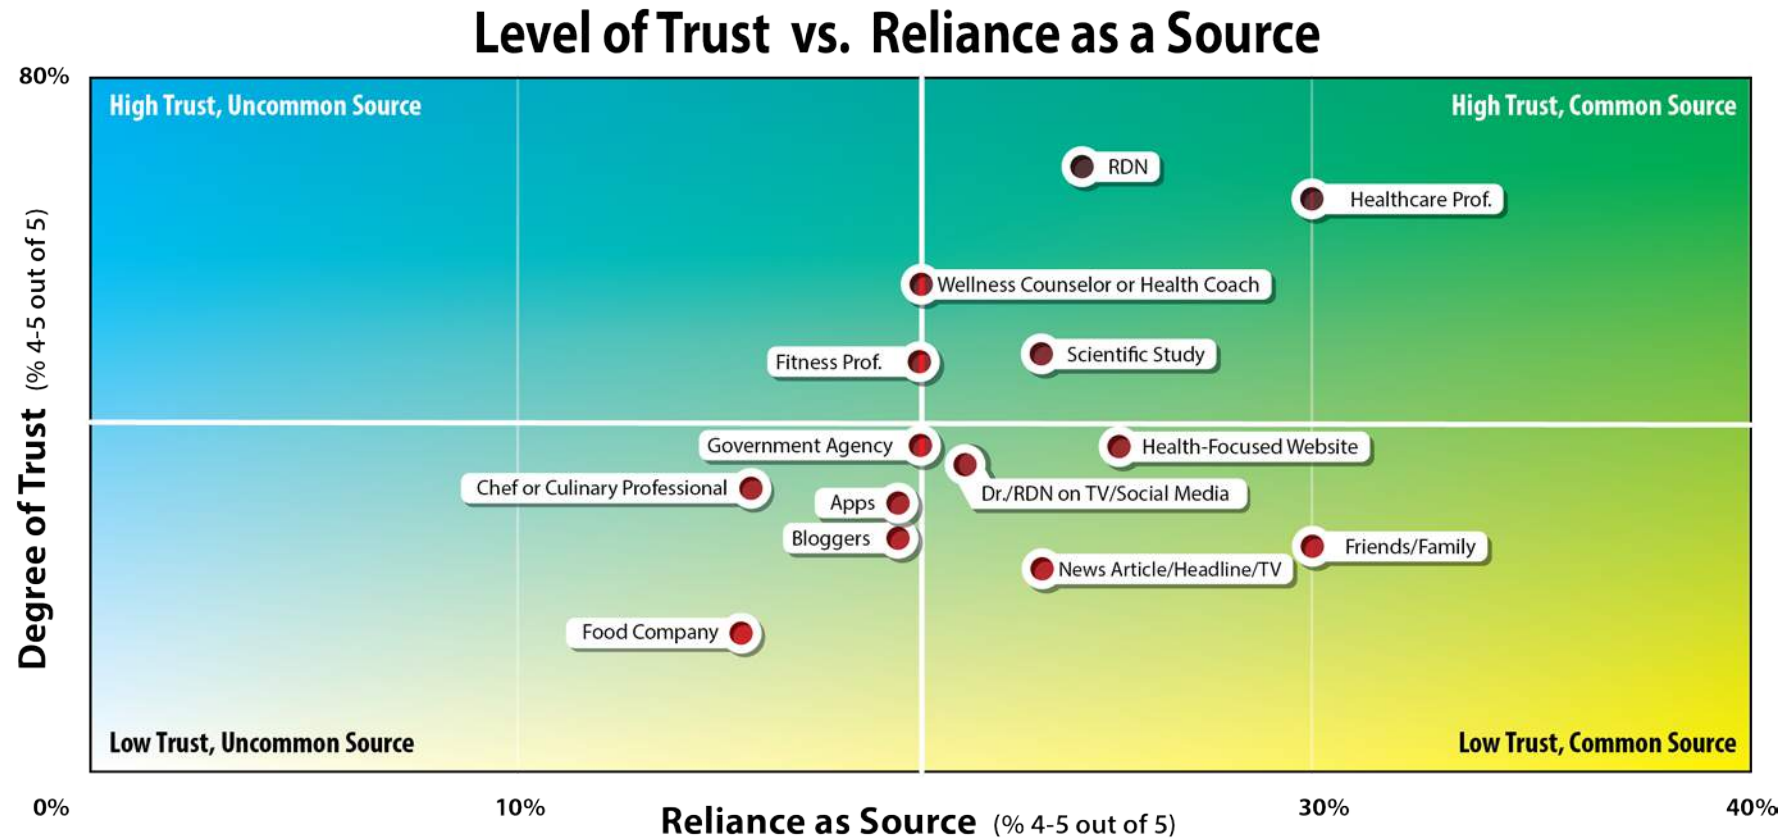 Level of Trust vs. Reliance as a Source
80%
High Trust, Uncommon Source
High Trust, Common Source
RDN
Healthcare Prof.
Wellness Counselor or Health Coach
Fitness Prof.
Scientific Study
Government Agency
Health-Focused Website
Chef or Culinary Professional
Dr./RDN on TV/Social Media
Apps
Bloggers
Friends/Family
News Article/Headline/TV
Food Company
Degree of Trust (% 4-5 out of 5)
Low Trust, Uncommon Source
Low Trust, Common Source
0%
10%
30%
40%
Reliance as Source (% 4-5 out of 5)